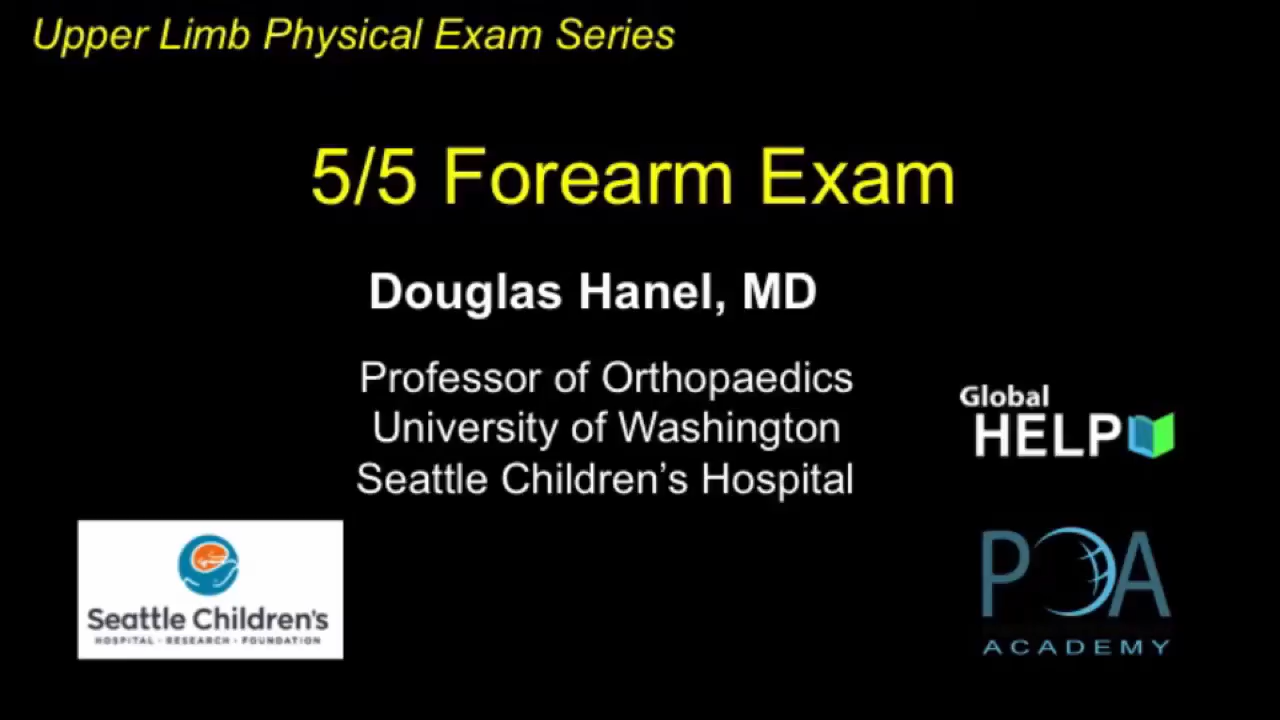 Upper Limb Physical Exam Series
5/5 Forearm Exam
Douglas Hanel, MD
Professor of Orthopaedics
University of Washington
Seattle Children's Hospital
Global
HELP
Seattle Children's
HOSPITAL · RESEARCH · FOUNDATION
POA
ACADEMY